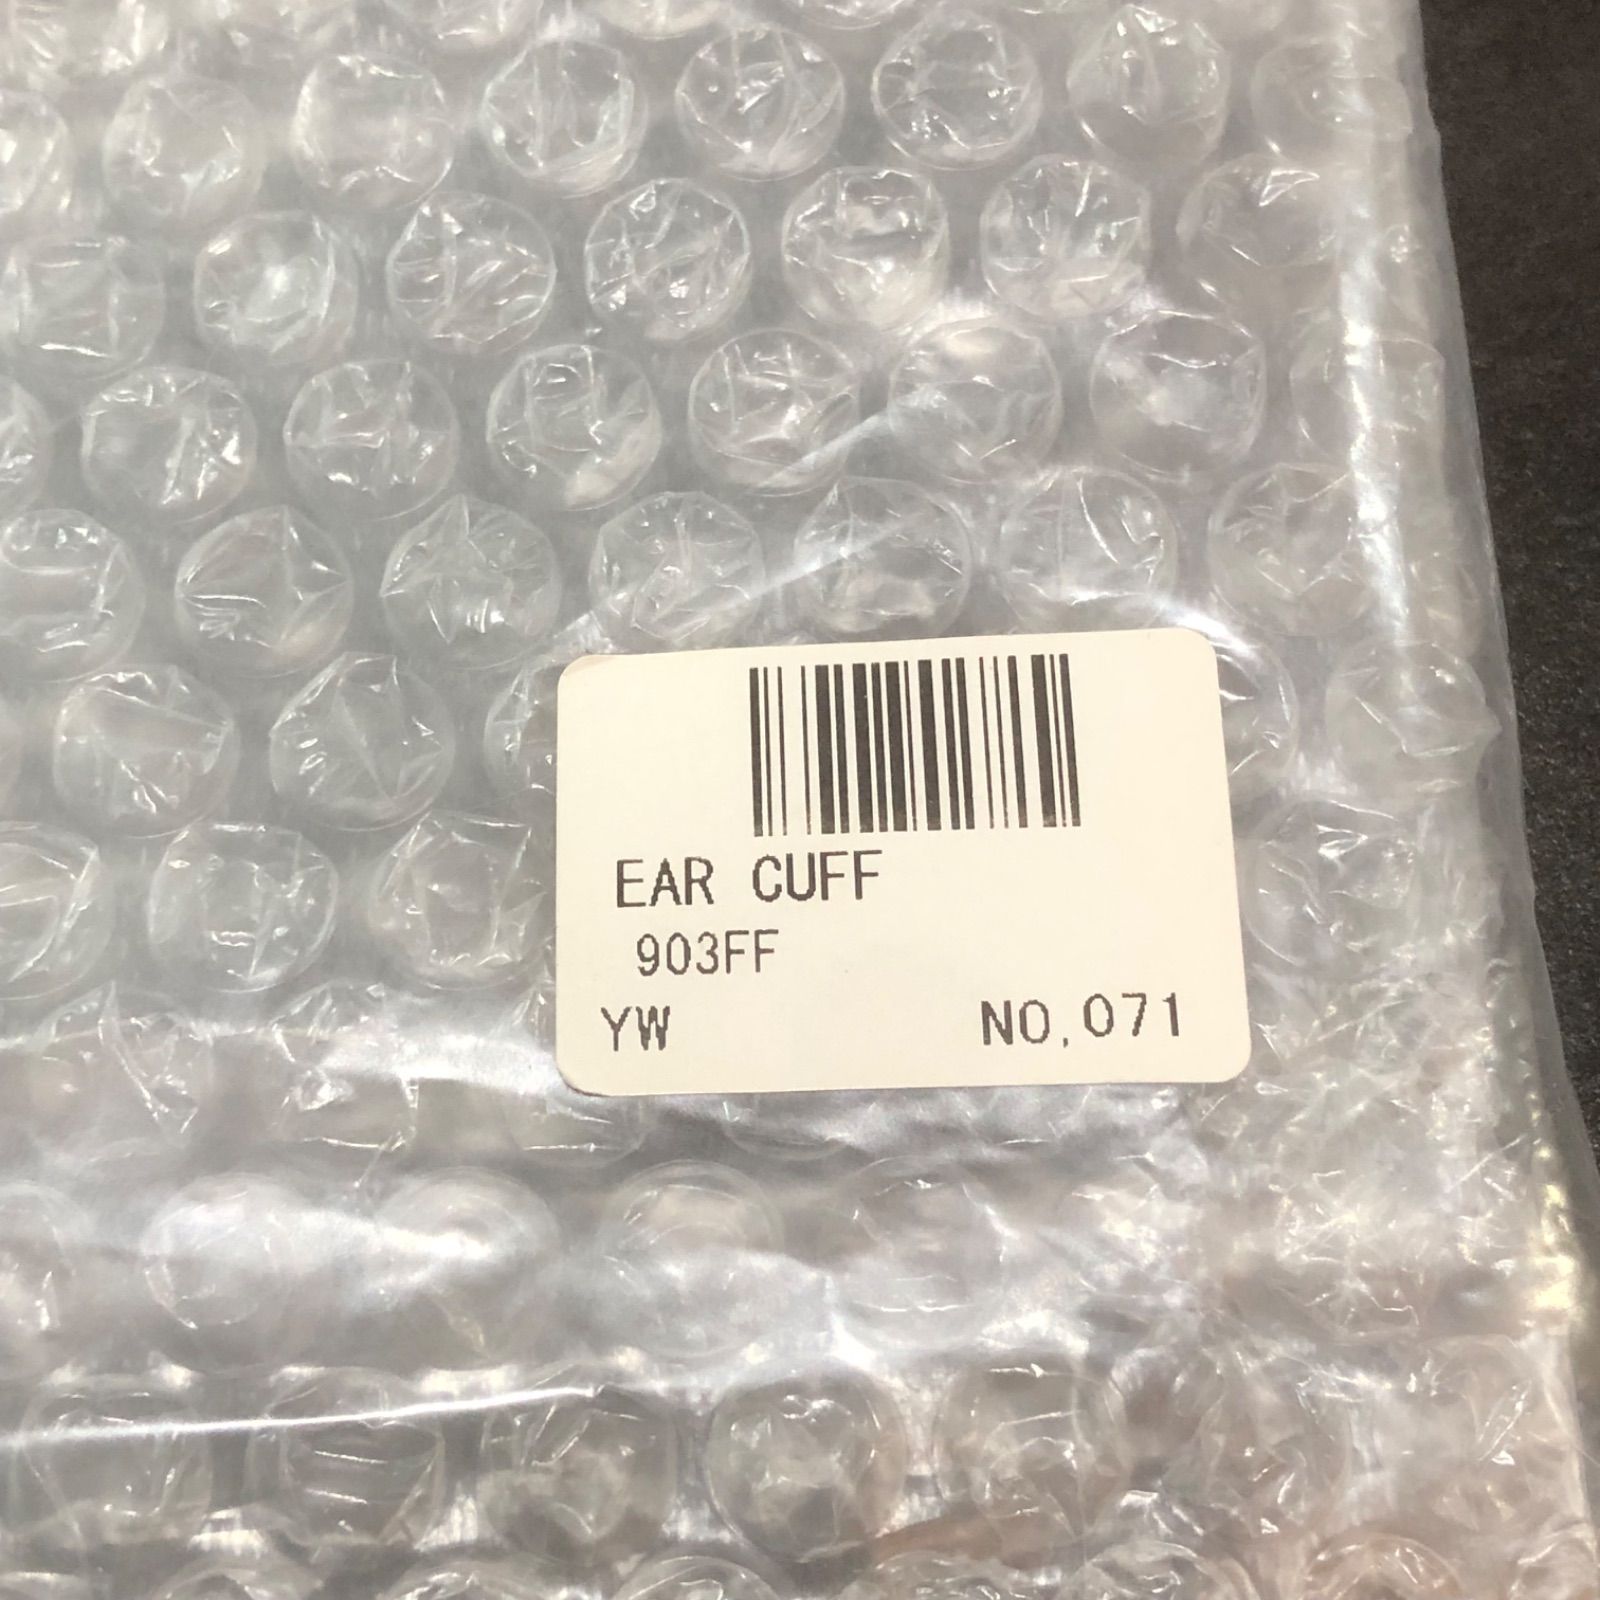 EAR CUFF
903FF
YW NO.071